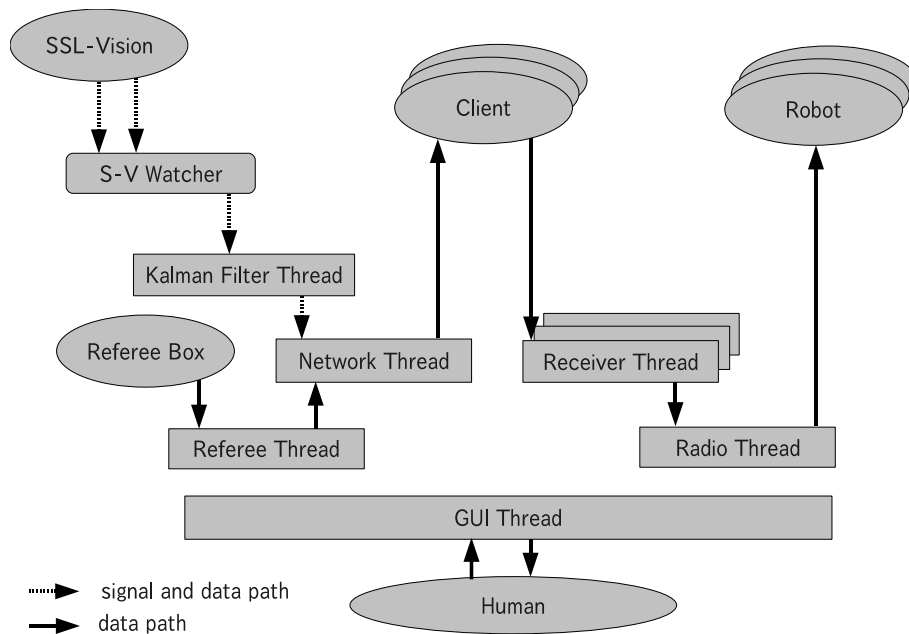 SSL-Vision
Client
Robot
S-V Watcher
Kalman Filter Thread
Referee Box
Network Thread
Receiver Thread
Referee Thread
Radio Thread
GUI Thread
signal and data path
Human
data path